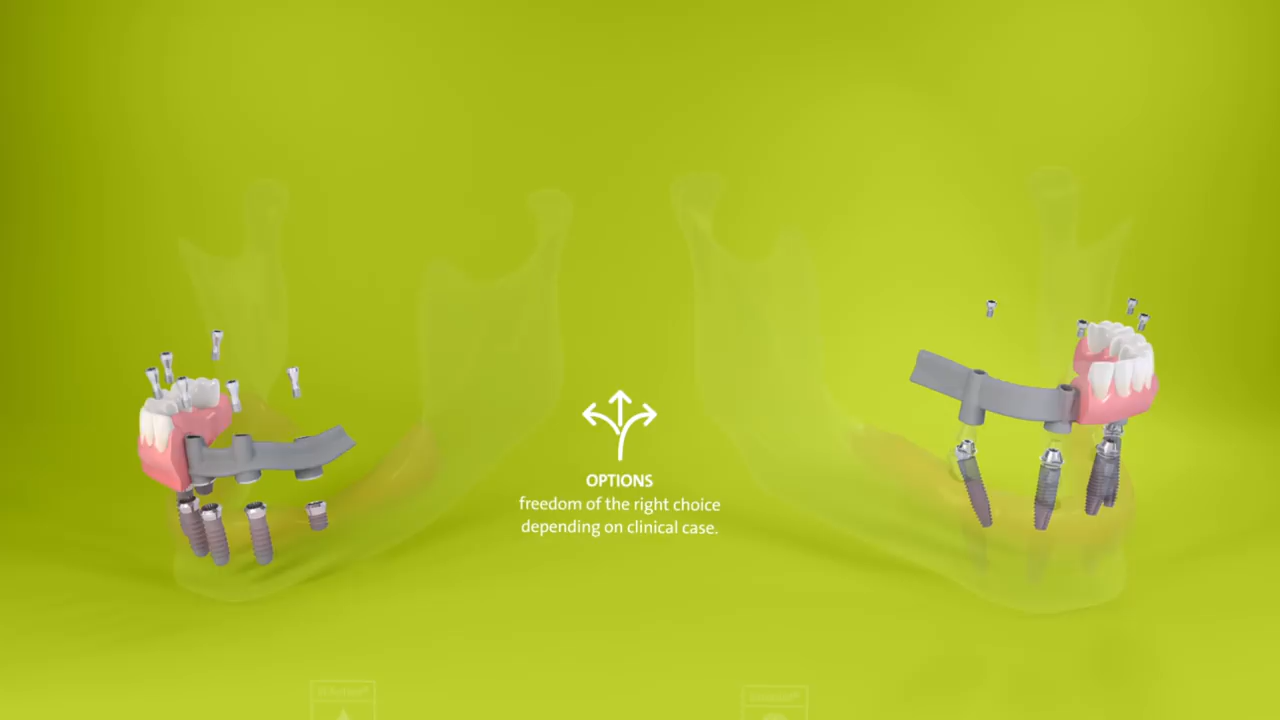 OPTIONS
freedom of the right choice
depending on clinical case.